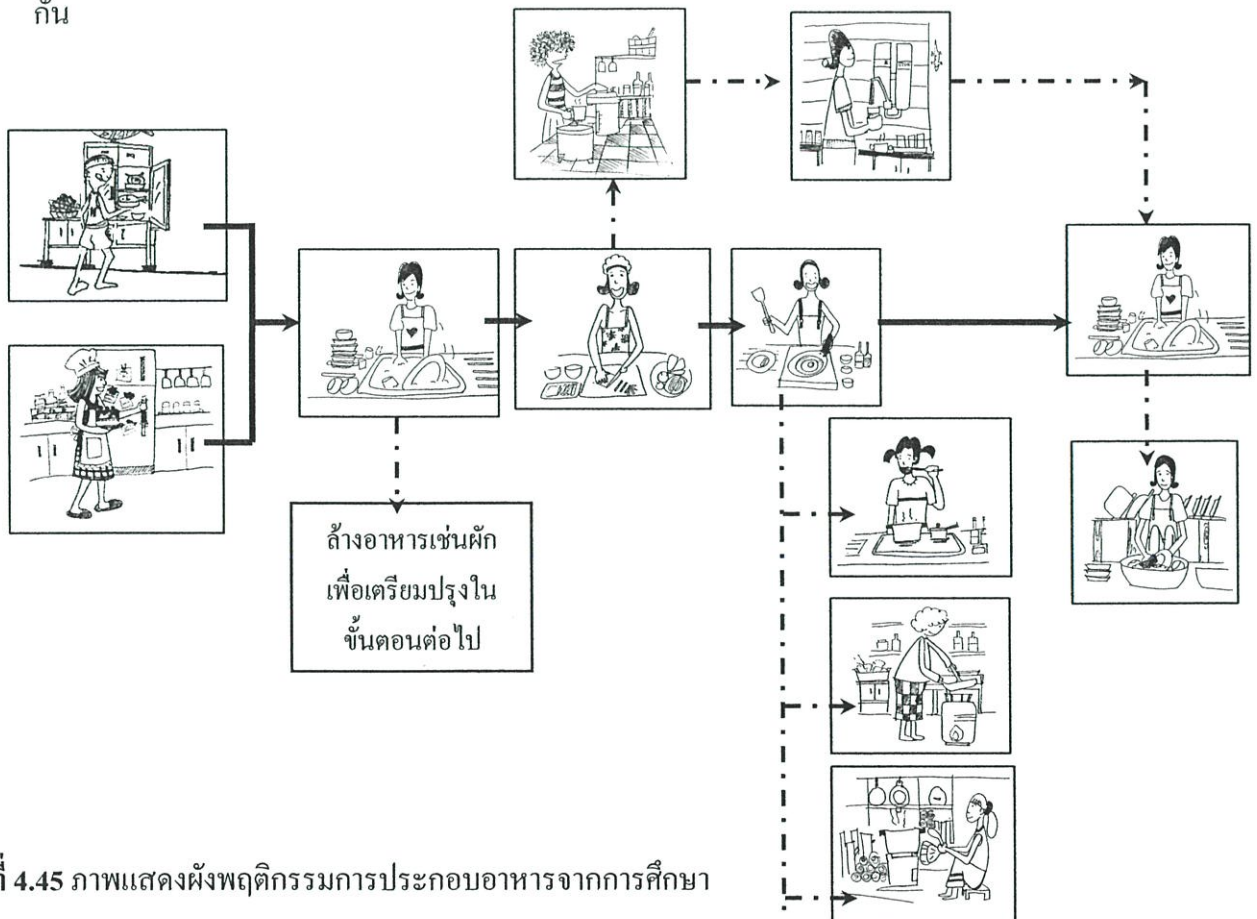 กัน
ล้างอาหารเช่นผัก
เพื่อเตรียมปรุงใน
ขั้นตอนต่อไป
ที่ 4.45 ภาพแสดงผังพฤติกรรมการประกอบอาหารจากการศึกษา